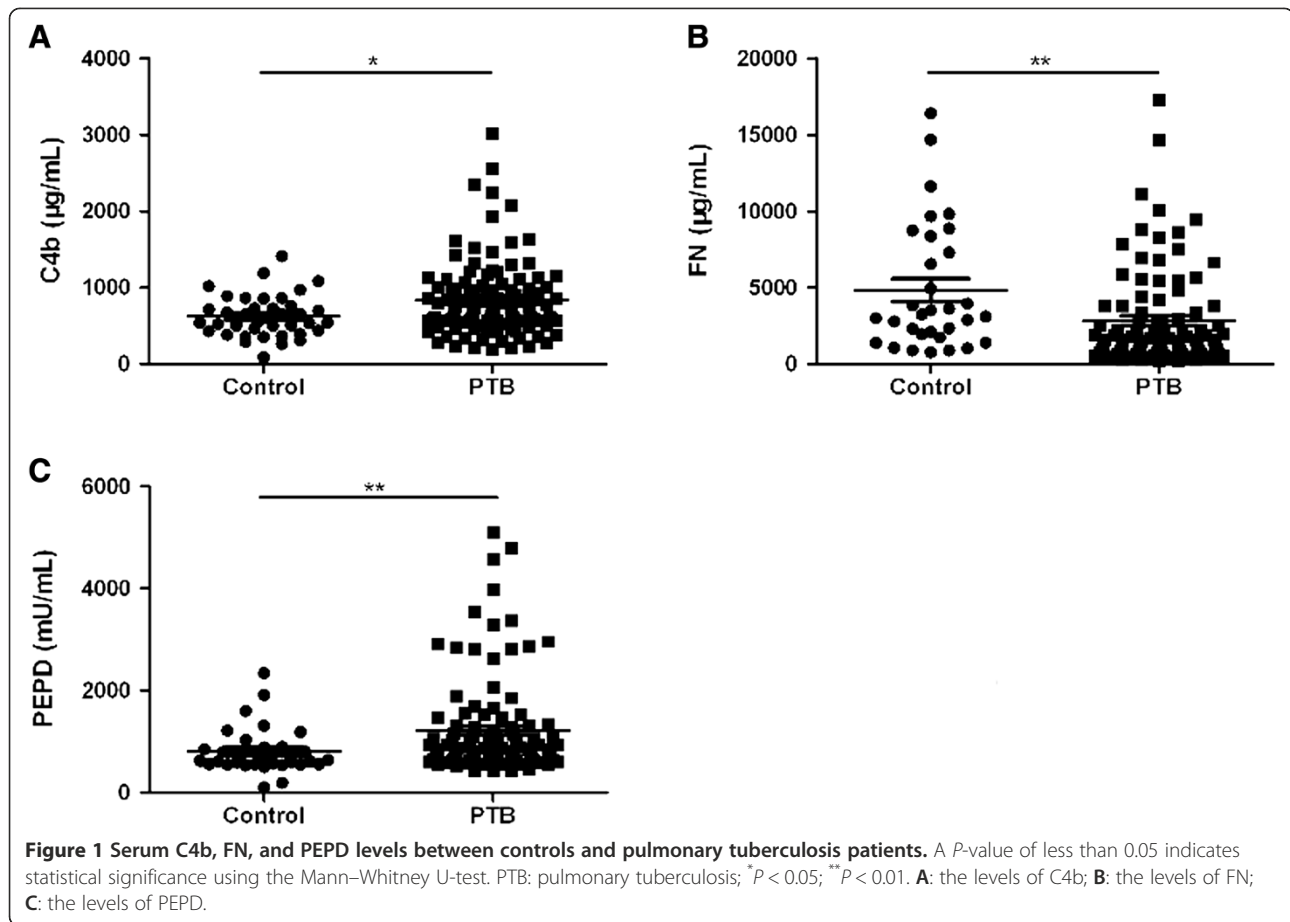 A
4000
3000
2000
1000
0
C4b (µg/mL)
*
Control
PTB
B
20000
15000
10000
5000
0
FN (µg/mL)
**
Control
PTB
C
6000
4000
2000
0
PEPD (mU/mL)
**
Control
PTB
Figure 1 Serum C4b, FN, and PEPD levels between controls and pulmonary tuberculosis patients. A P-value of less than 0.05 indicates
statistical significance using the Mann–Whitney U-test. PTB: pulmonary tuberculosis; *P < 0.05; **P < 0.01. A: the levels of C4b; B: the levels of FN;
C: the levels of PEPD.